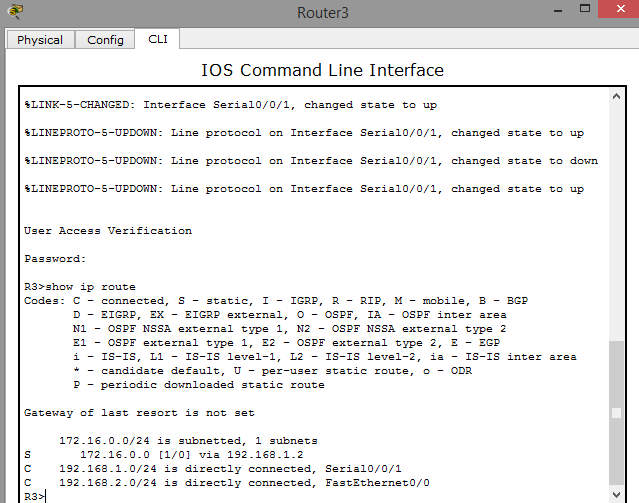 Router3
Physical Config CLI
IOS Command Line Interface
%LINK-5-CHANGED: Interface Serial0/0/1, changed state to up
%LINEPROTO-5-UPDOWN: Line protocol on Interface Serial0/0/1, changed state to up
%LINEPROTO-5-UPDOWN: Line protocol on Interface Serial0/0/1, changed state to down
%LINEPROTO-5-UPDOWN: Line protocol on Interface Serial0/0/1, changed state to up
User Access Verification
Password:
R3>show ip route
Codes: C - connected, S - static, I - IGRP, R - RIP, M - mobile, B - BGP
D - EIGRP, EX - EIGRP external, O - OSPF, IA - OSPF inter area
N1 - OSPF NSSA external type 1, N2 - OSPF NSSA external type 2
E1 - OSPF external type 1, E2 - OSPF external type 2, E - EGP
i - IS-IS, L1 - IS-IS level-1, L2 - IS-IS level-2, ia - IS-IS inter area
* - candidate default, U - per-user static route, o - ODR
P - periodic downloaded static route
Gateway of last resort is not set
172.16.0.0/24 is subnetted, 1 subnets
S 172.16.0.0 [1/0] via 192.168.1.2
C 192.168.1.0/24 is directly connected, Serial0/0/1
C 192.168.2.0/24 is directly connected, FastEthernet0/0
R3>